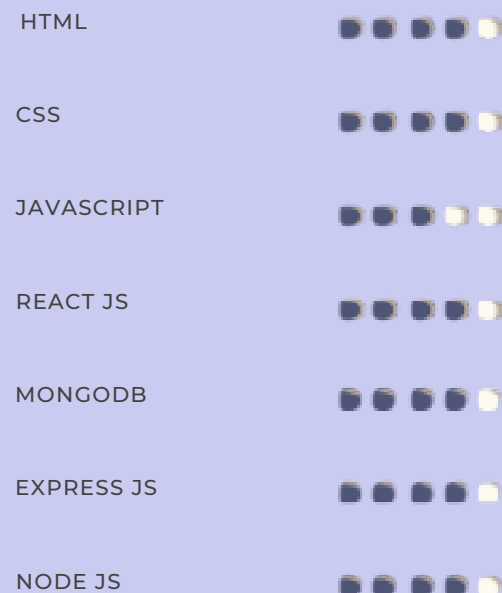 HTML
CSS
JAVASCRIPT
REACT JS
MONGODB
EXPRESS JS
NODE JS